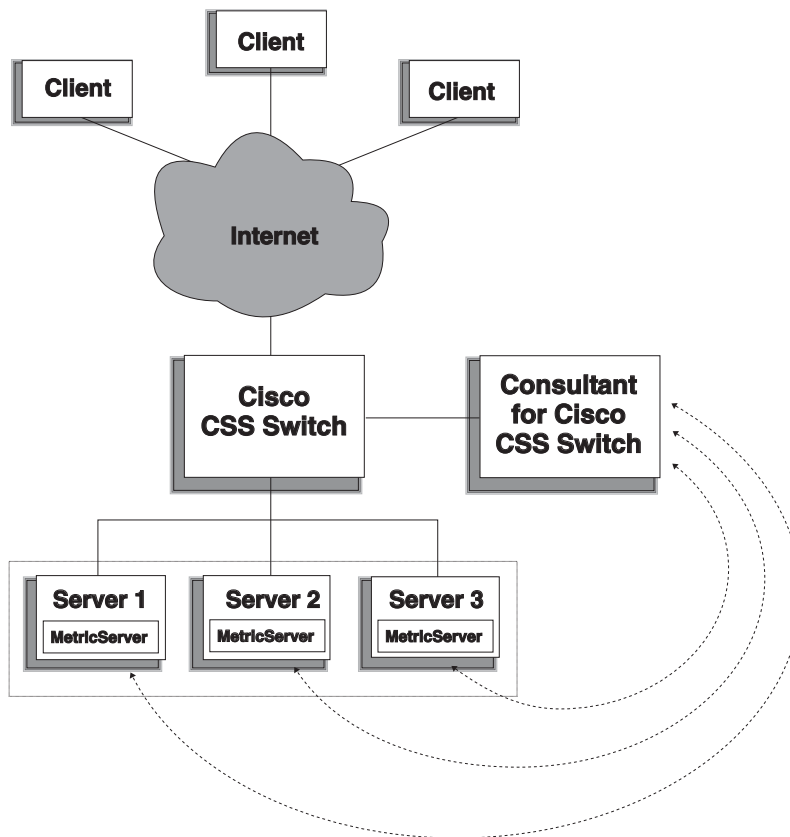 Client
Client
Client
Internet
Cisco
CSS Switch
Consultant
for Cisco
CSS Switch
Server 1
MetricServer
Server 2
MetricServer
Server 3
MetricServer